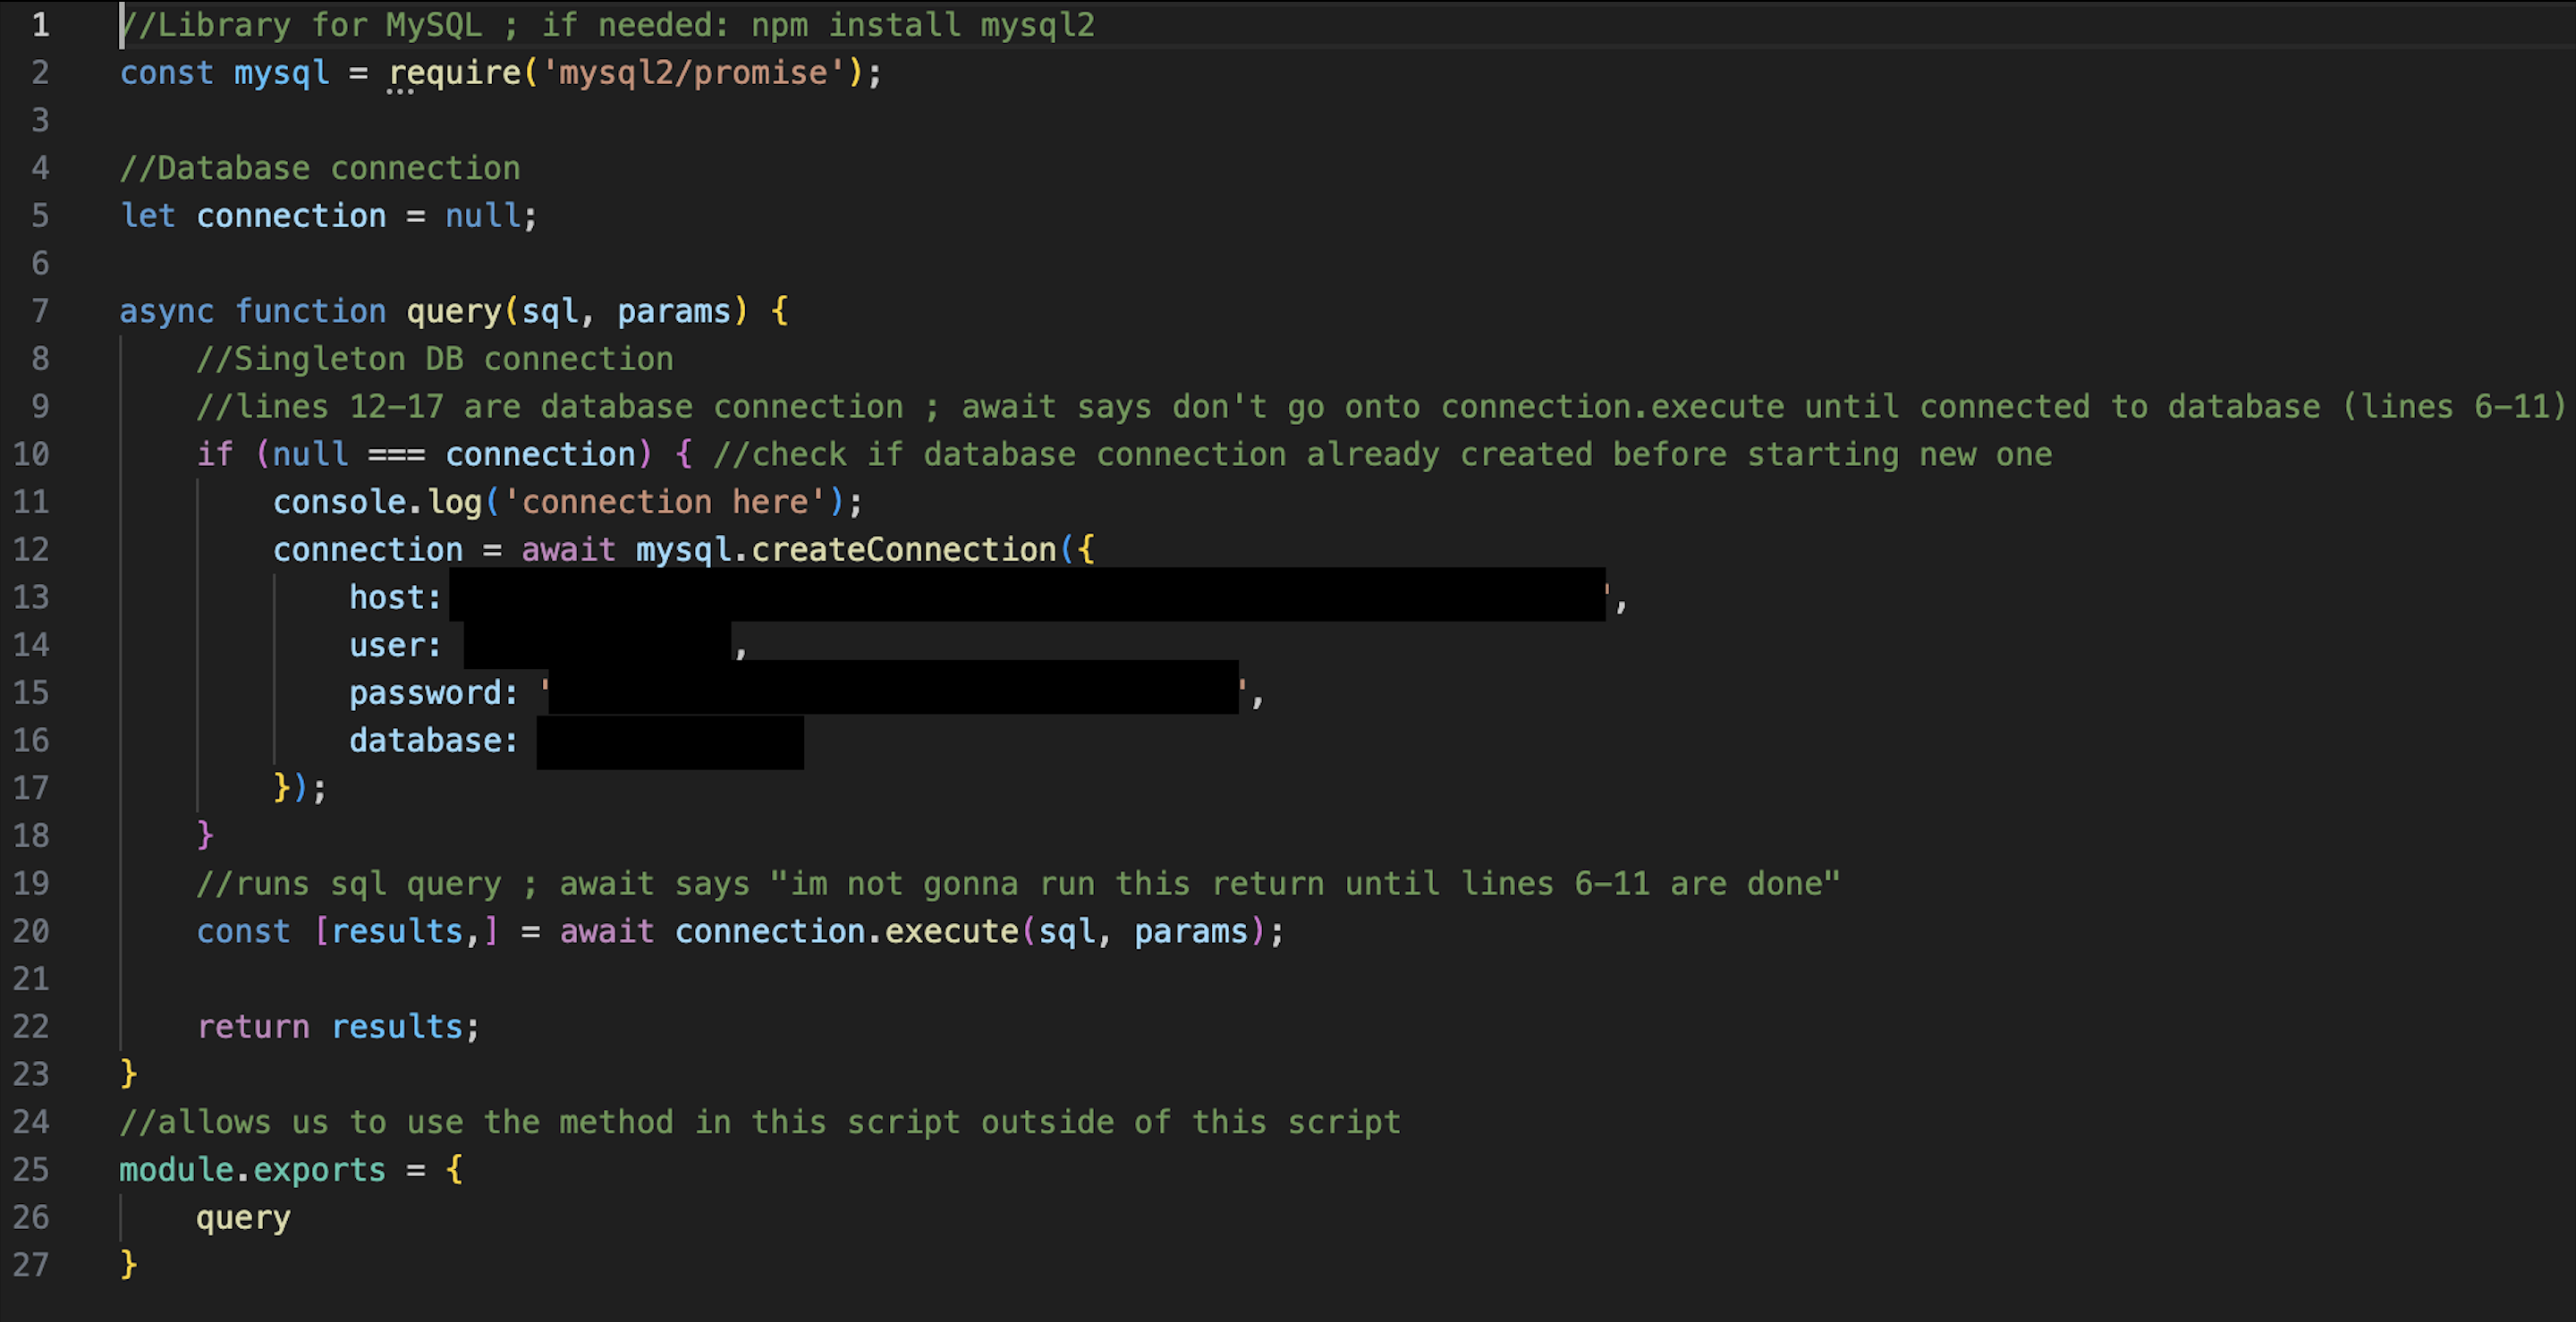 1 //Library for MySQL ; if needed: npm install mysql2
2 const mysql = require('mysql2/promise');
3
4 //Database connection
5 let connection = null;
6
7 async function query(sql, params) {
8 //Singleton DB connection
9 //lines 12-17 are database connection ; await says don't go onto connection.execute until connected to database (lines 6-11)
10 if (null === connection) { //check if database connection already created before starting new one
11 console.log('connection here');
12 connection = await mysql.createConnection({
13 host: ',
14 user: ,
15 password: '',
16 database:
17 });
18 }
19 //runs sql query ; await says "im not gonna run this return until lines 6-11 are done"
20 const [results,] = await connection.execute(sql, params);
21
22 return results;
23 }
24 //allows us to use the method in this script outside of this script
25 module.exports = {
26 query
27 }